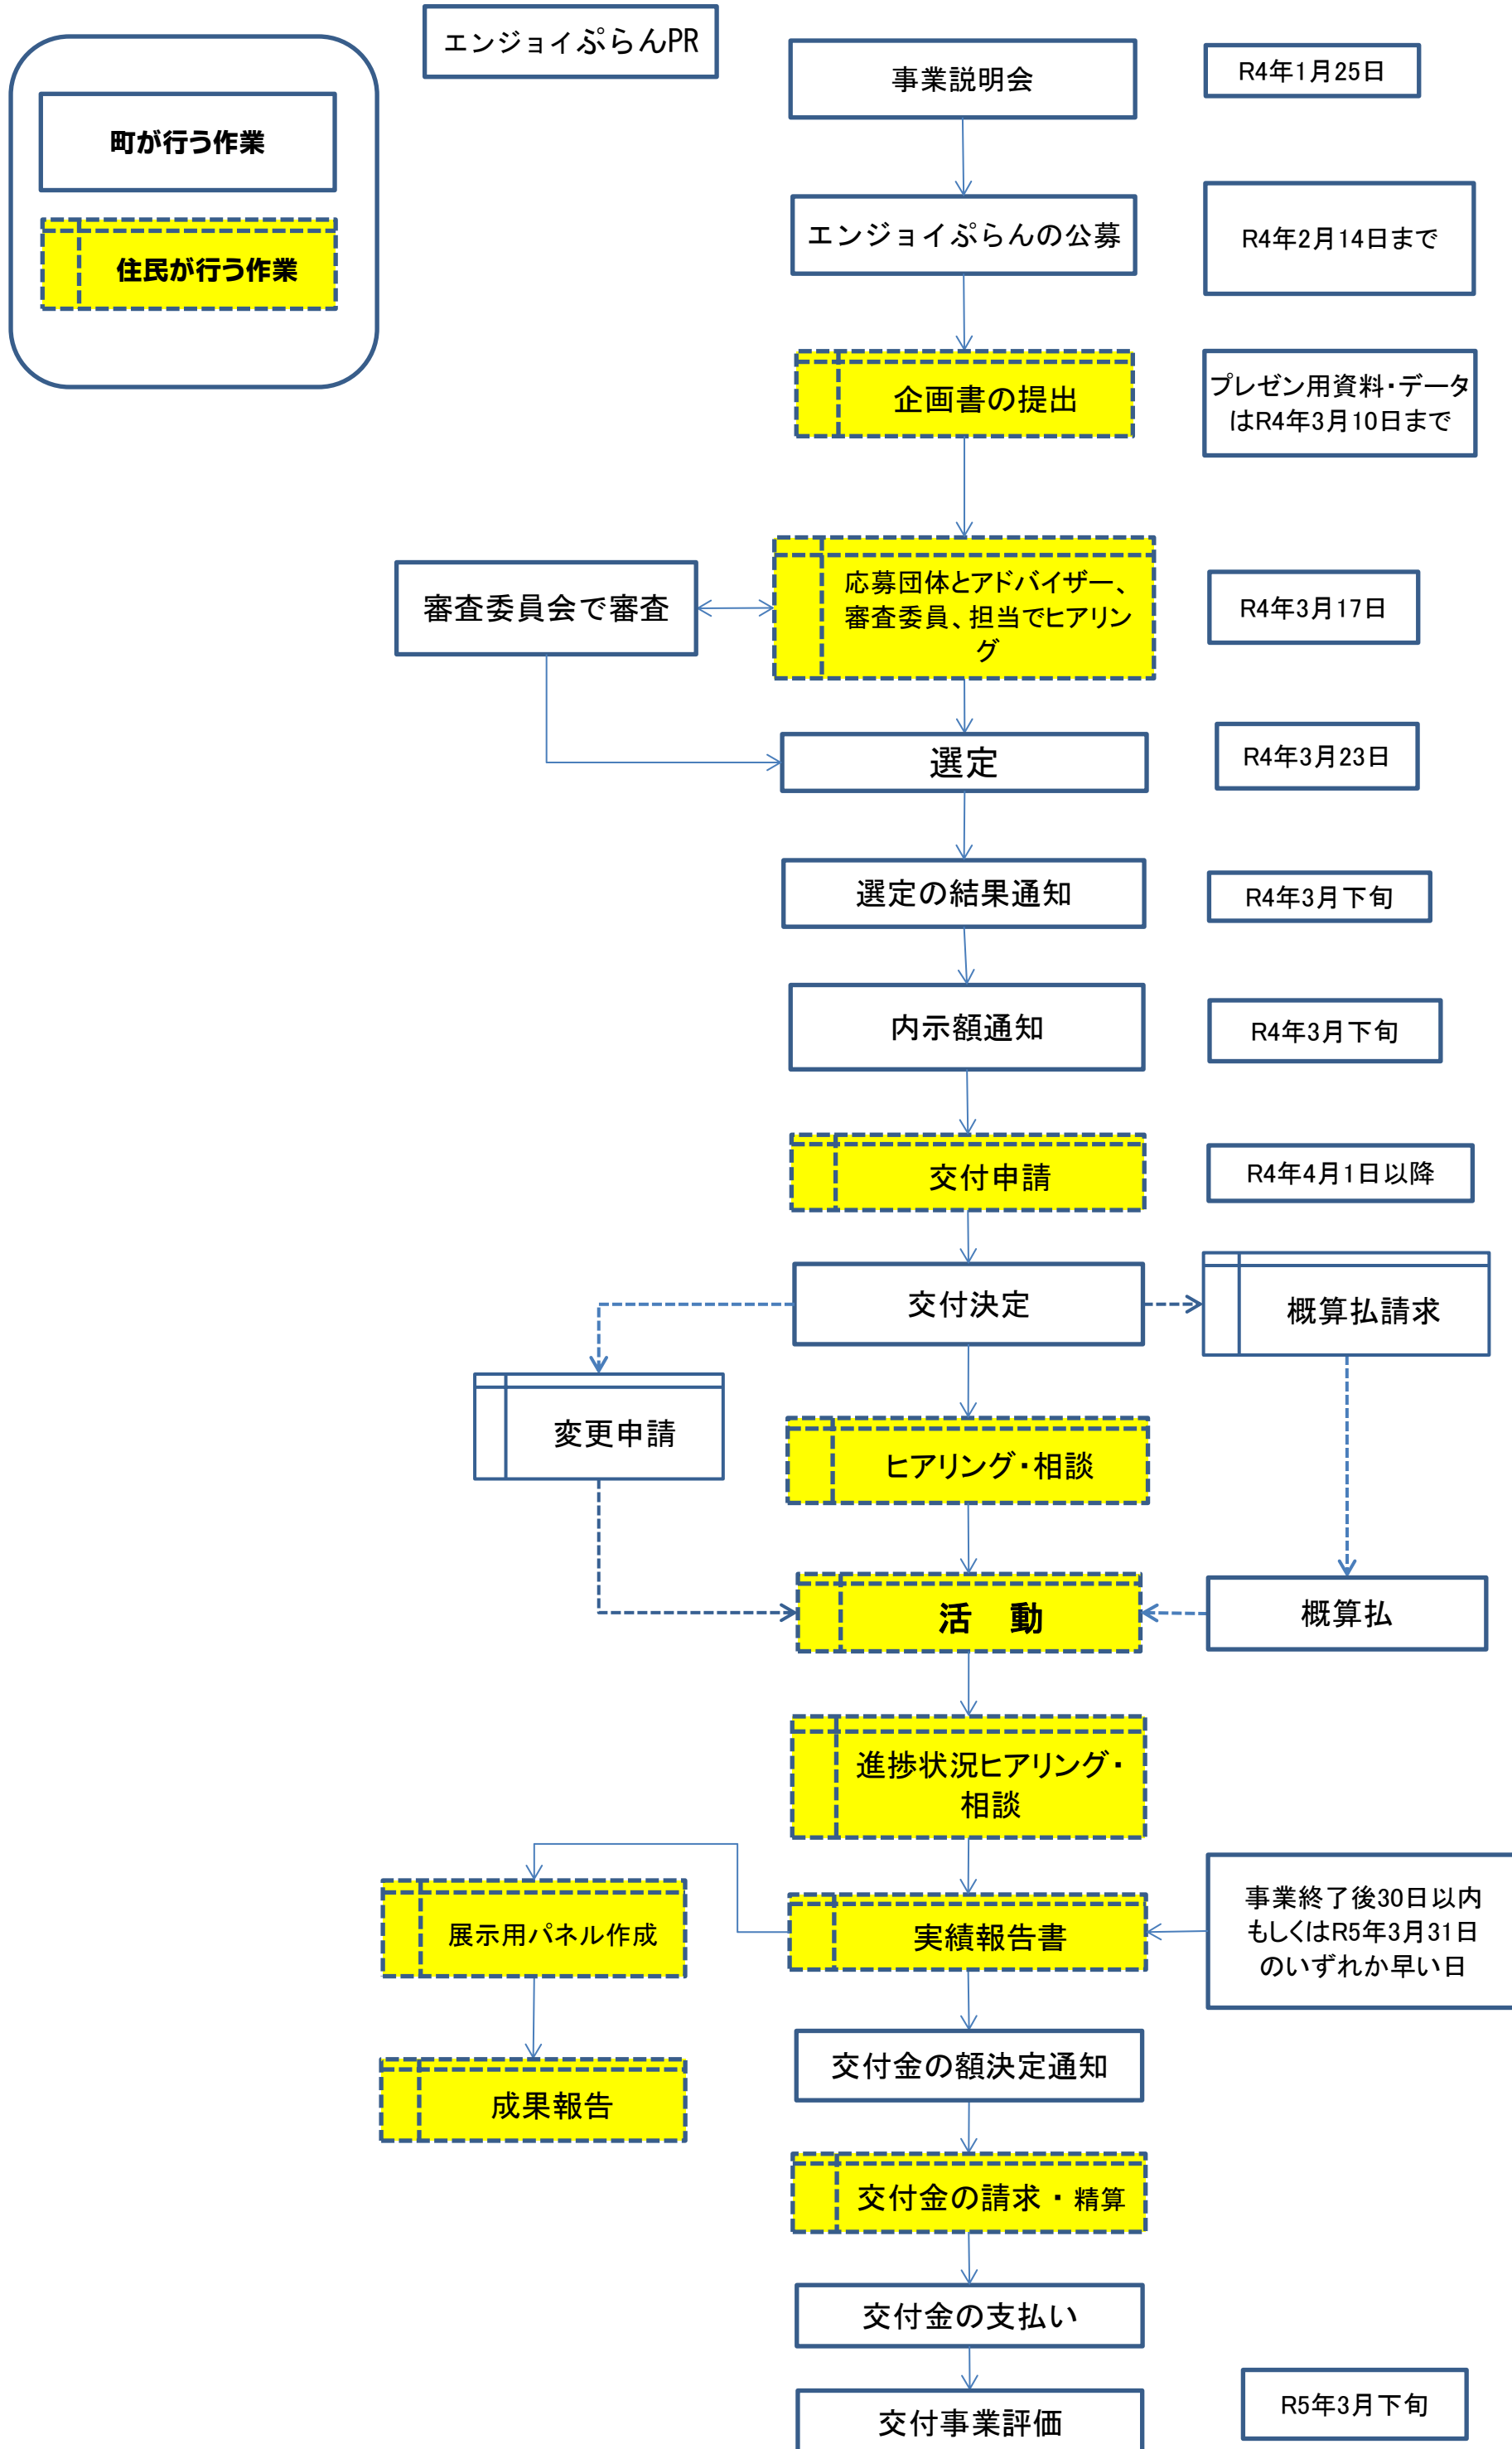 エンジョイぷらんPR
事業説明会
R4年1月25日
町が行う作業
住民が行う作業
エンジョイぷらんの公募
R4年2月14日まで
企画書の提出
プレゼン用資料・データ
はR4年3月10日まで
審査委員会で審査
応募団体とアドバイザー、
審査委員、担当でヒアリン
グ
R4年3月17日
選定
R4年3月23日
選定の結果通知
R4年3月下旬
内示額通知
R4年3月下旬
交付申請
R4年4月1日以降
交付決定
概算払請求
変更申請
ヒアリング・相談
活　動
概算払
進捗状況ヒアリング・
相談
展示用パネル作成
実績報告書
事業終了後30日以内
もしくはR5年3月31日
のいずれか早い日
交付金の額決定通知
成果報告
交付金の請求・精算
交付金の支払い
交付事業評価
R5年3月下旬